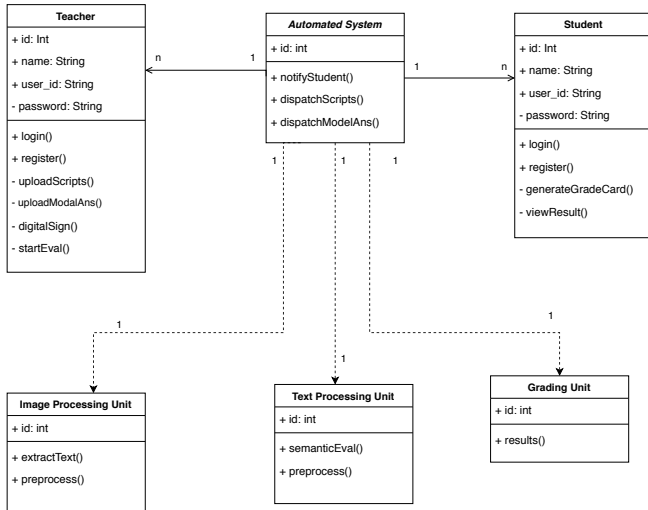 Teacher
+ id: Int
+ name: String
+ user_id: String
- password: String
+ login()
+ register()
- uploadScripts()
- uploadModalAns()
- digitalSign()
- startEval()
n
1
Automated System
+ id: int
+ notifyStudent()
+ dispatchScripts()
+ dispatchModelAns()
1
n
Student
+ id: Int
+ name: String
+ user_id: String
- password: String
+ login()
+ register()
- generateGradeCard()
- viewResult()
1
1
1
1
1
1
Image Processing Unit
+ id: int
+ extractText()
+ preprocess()
Text Processing Unit
+ id: int
+ semanticEval()
+ preprocess()
Grading Unit
+ id: int
+ results()